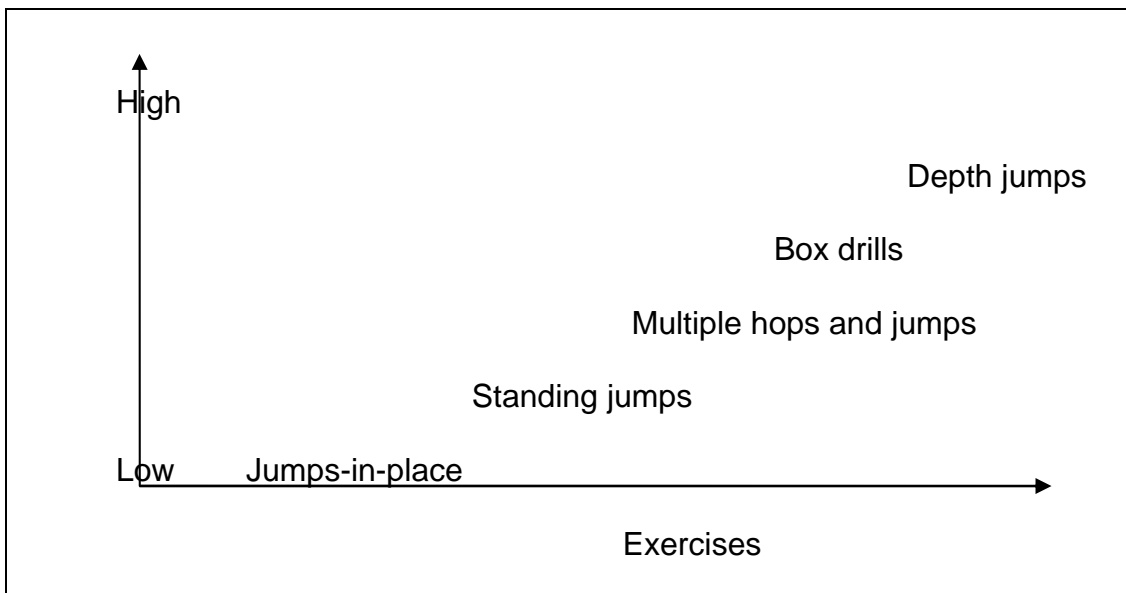 High
Depth jumps
Box drills
Multiple hops and jumps
Standing jumps
Low Jumps-in-place
Exercises